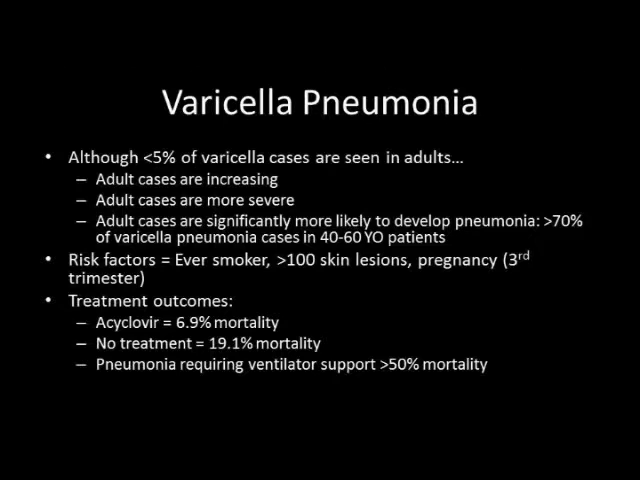 Varicella Pneumonia
• Although <5% of varicella cases are seen in adults...
– Adult cases are increasing
– Adult cases are more severe
– Adult cases are significantly more likely to develop pneumonia: >70%
of varicella pneumonia cases in 40-60 YO patients
• Risk factors = Ever smoker, >100 skin lesions, pregnancy (3rd
trimester)
• Treatment outcomes:
– Acyclovir = 6.9% mortality
– No treatment = 19.1% mortality
– Pneumonia requiring ventilator support >50% mortality